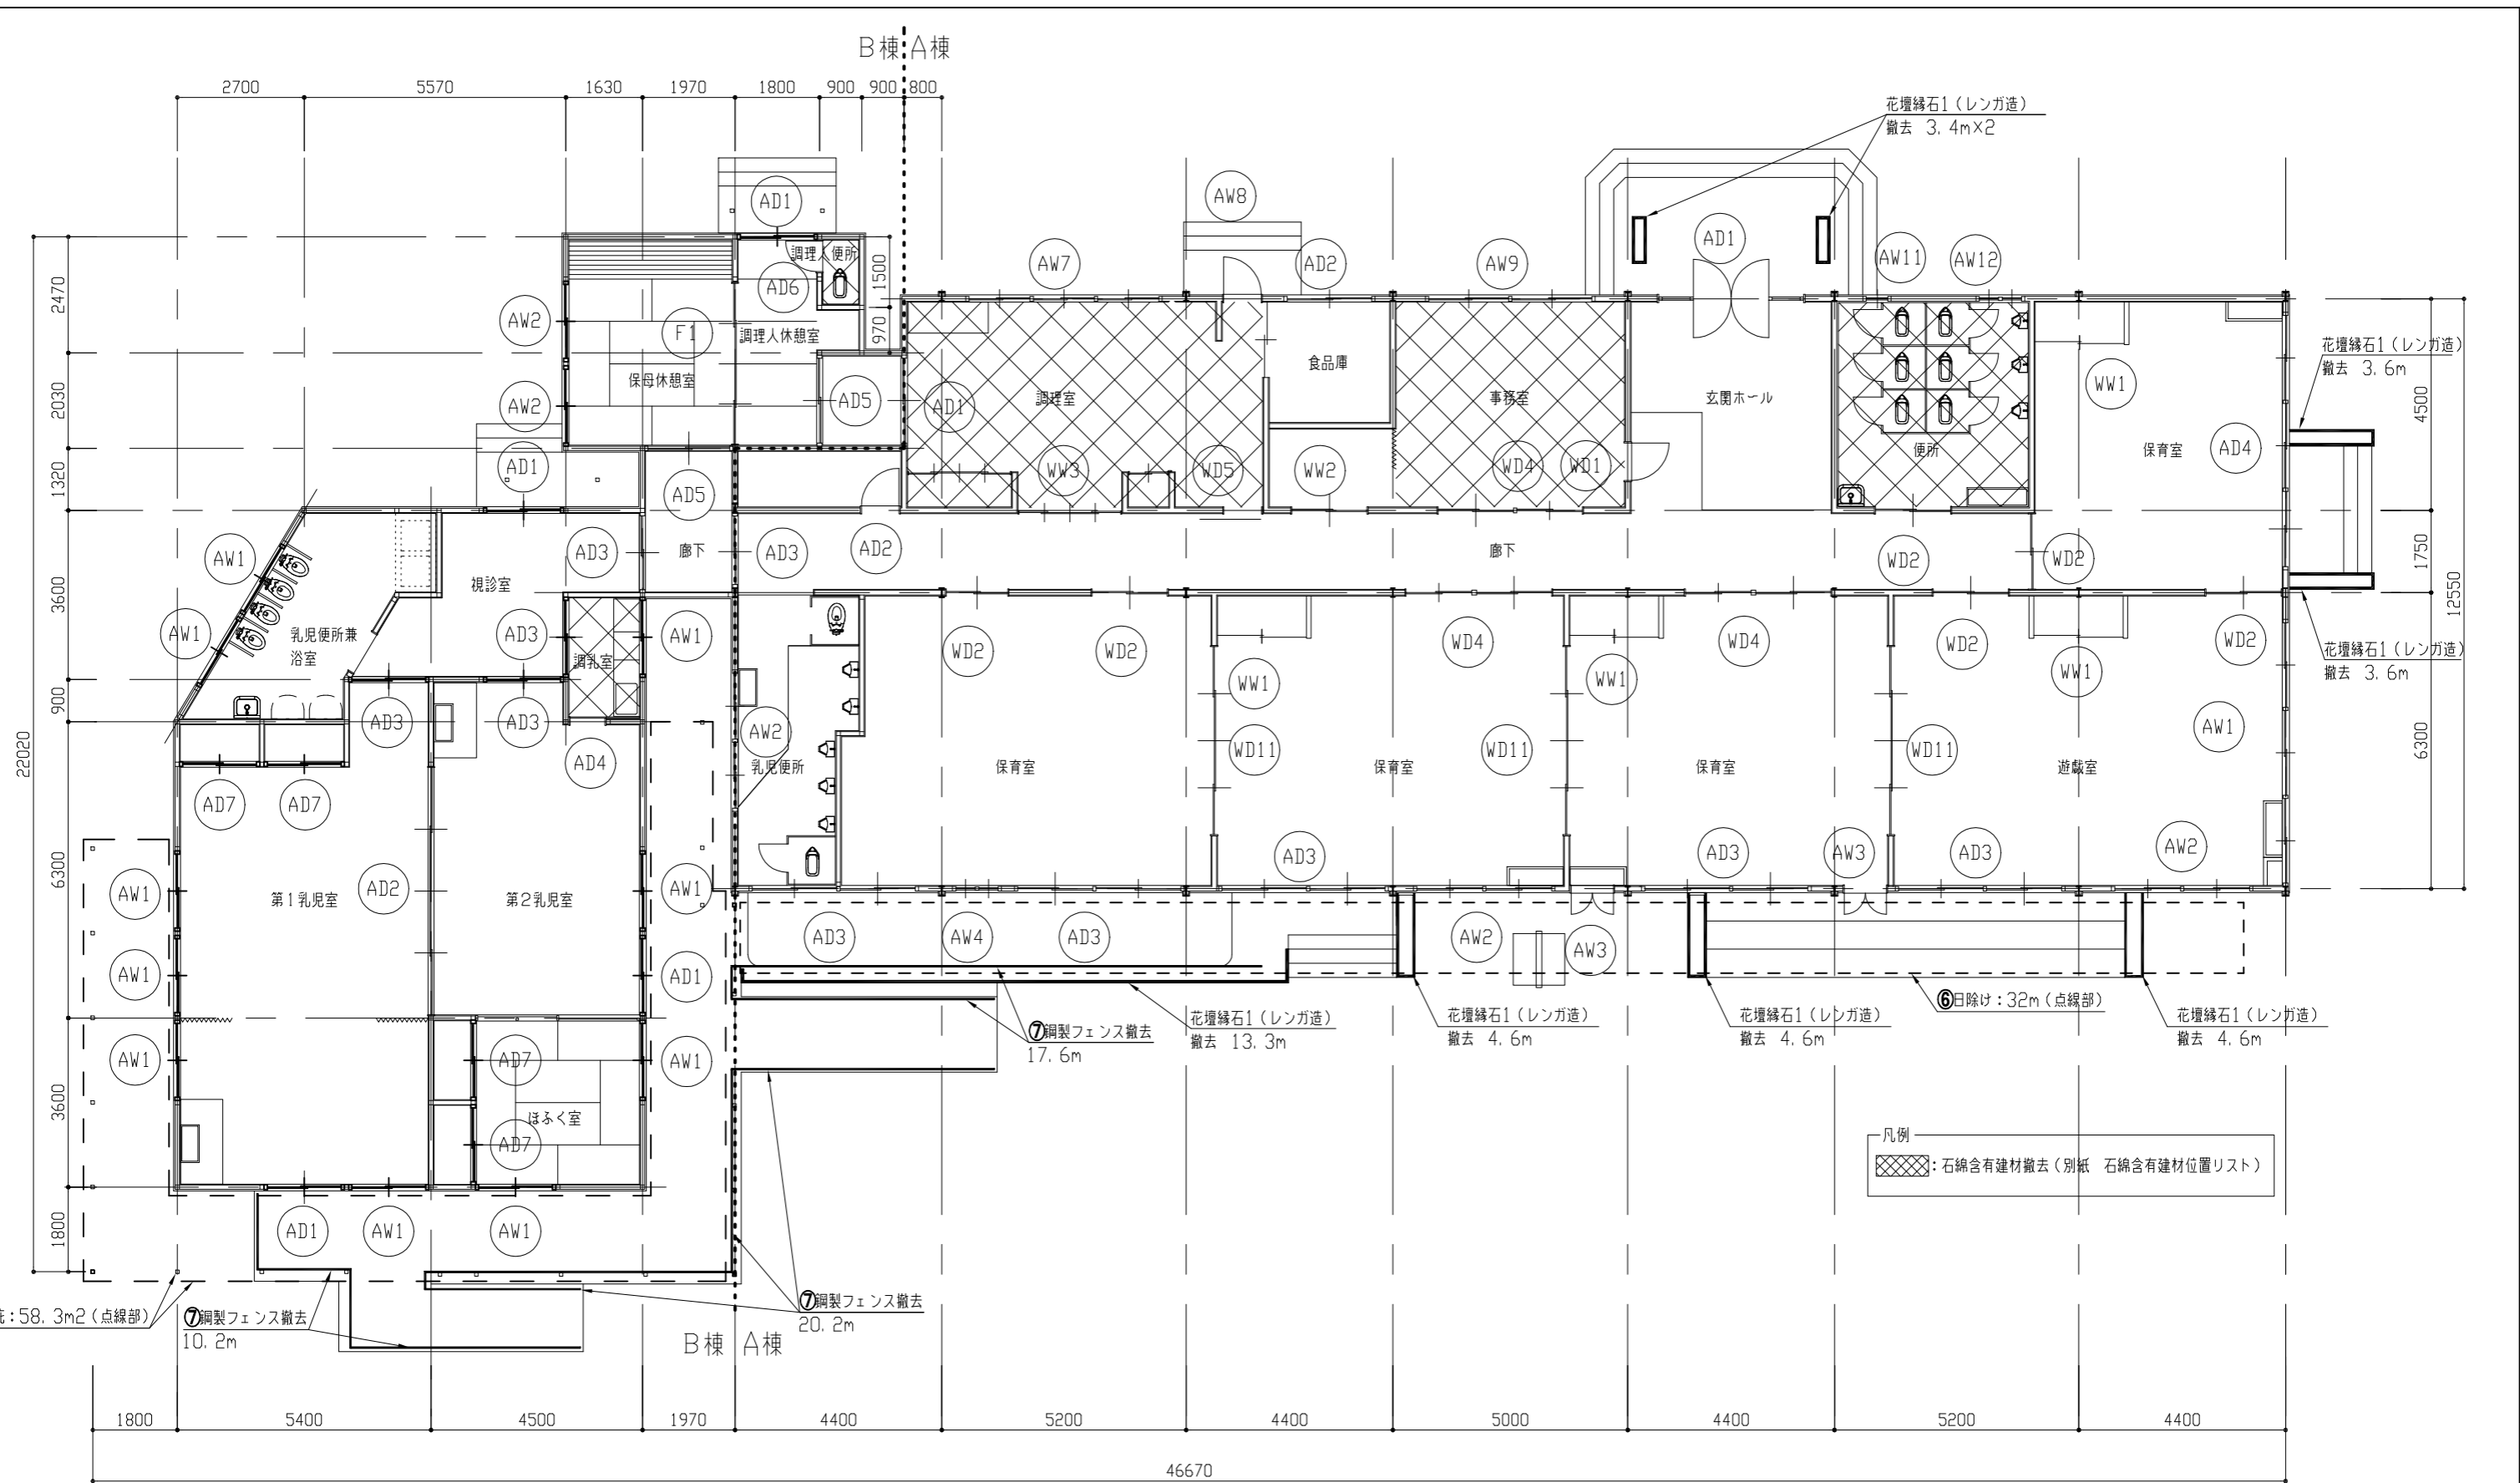 B棟 A棟
2700 5570 1630 1970 1800 900 900 800
花壇縁石1（レンガ造）
撤去 3.4m×2
AD1
AW8
AW7
AD2
AW9
AD1
AW11
AW12
調理人便所
1500
AD6
2470
AW2
F1
調理人休憩室
970
保母休憩室
食品庫
花壇縁石1（レンガ造）
撤去 3.6m
WW1
4500
2030
AW2
AD5
AD1
調理室
事務室
玄関ホール
便所
保育室
AD4
AD1
1320
AD5
WW3
WD5
WW2
WD4
WD1
AW1
視診室
AD3
廊下
AD3
AD2
廊下
WD2
WD2
1750
12550
3600
AW1
乳児便所兼
浴室
AD3
調乳室
AW1
WD2
WD2
WD4
WD4
WD2
WD2
花壇縁石1（レンガ造）
撤去 3.6m
WW1
WW1
WW1
900
AD3
AD3
AW2
AW1
22020
AD4
乳児便所
保育室
WD11
保育室
WD11
保育室
WD11
遊戯室
6300
AD7
AD7
6300
AW1
第1乳児室
AD2
第2乳児室
AW1
AD3
AD3
AW3
AD3
AW2
AD3
AW4
AD3
AW2
AW3
AW1
AD1
⑥日除け：32m（点線部）
花壇縁石1（レンガ造）
撤去 13.3m
花壇縁石1（レンガ造）
撤去 4.6m
花壇縁石1（レンガ造）
撤去 4.6m
花壇縁石1（レンガ造）
撤去 4.6m
⑦鋼製フェンス撤去
17.6m
AW1
AD7
AW1
3600
ほふく室
AD7
凡例
：石綿含有建材撤去（別紙 石綿含有建材位置リスト）
1800
AD1
AW1
AW1
：58.3m2（点線部）
⑦鋼製フェンス撤去
10.2m
⑦鋼製フェンス撤去
20.2m
B棟 A棟
1800 5400 4500 1970 4400 5200 4400 5000 4400 5200 4400
46670